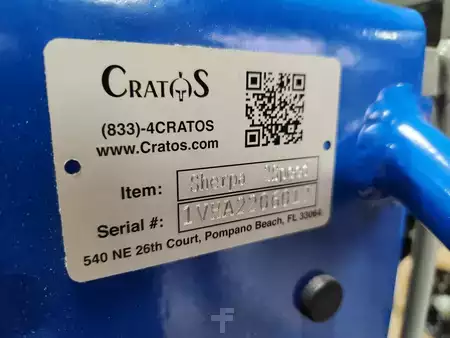 CRATOS
(833)-4CRATOS
www.Cratos.com
Item: Sherpa
Serial #:
540 NE 26th Court, Pompano Beach, FL 33064